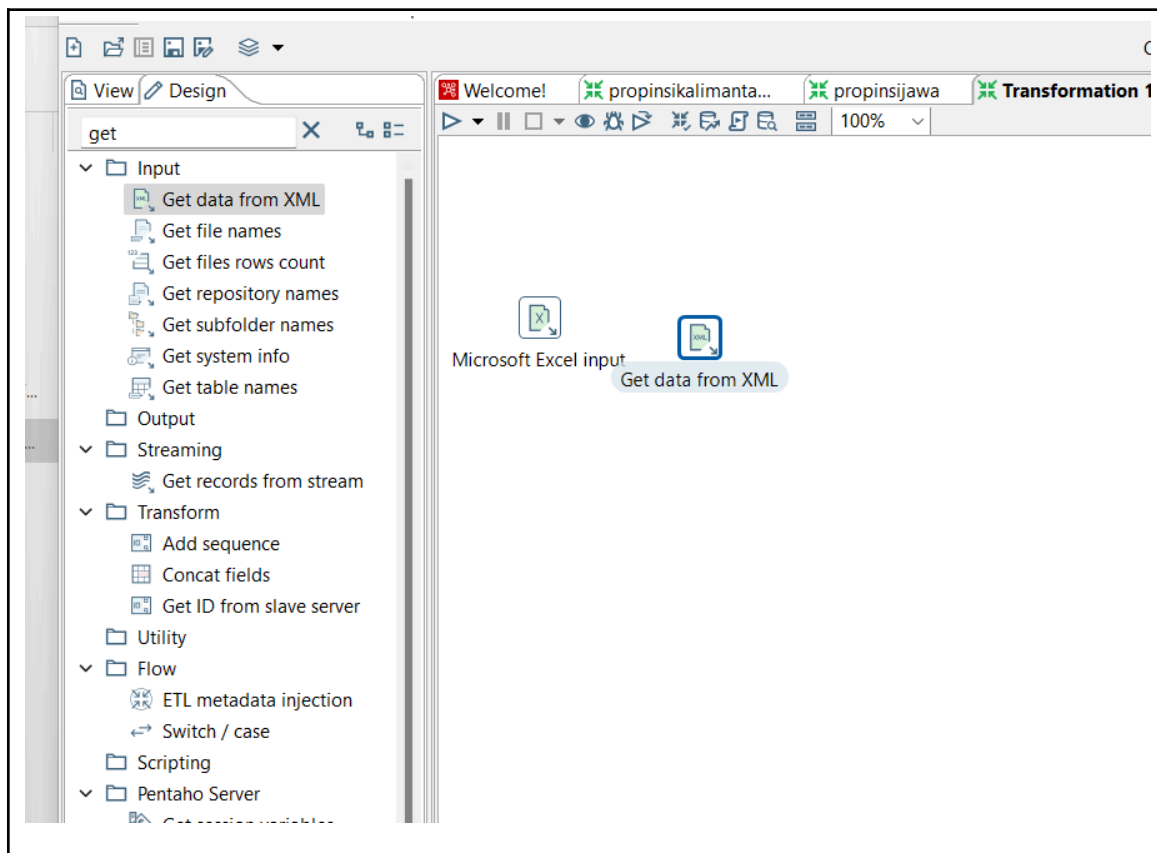 View
Design
Welcome!
propinsikalimanta...
propinsijawa
Transformation 1
get
100%
Input
Get data from XML
Get file names
Get files rows count
Get repository names
Get subfolder names
Get system info
Get table names
Output
Streaming
Get records from stream
Transform
Add sequence
Concat fields
Get ID from slave server
Utility
Flow
ETL metadata injection
Switch / case
Scripting
Pentaho Server
Microsoft Excel input
Get data from XML